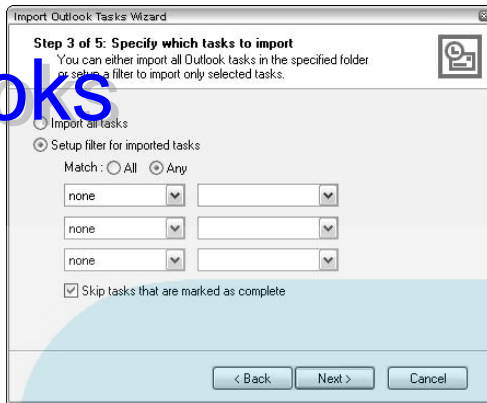 Import Outlook Tasks Wizard
Step 3 of 5: Specify which tasks to import
You can either import all Outlook tasks in the specified folder
or setup a filter to import only selected tasks.
oks
Import all tasks
Setup filter for imported tasks
Match : All Any
none
none
none
Skip tasks that are marked as complete
< Back Next > Cancel